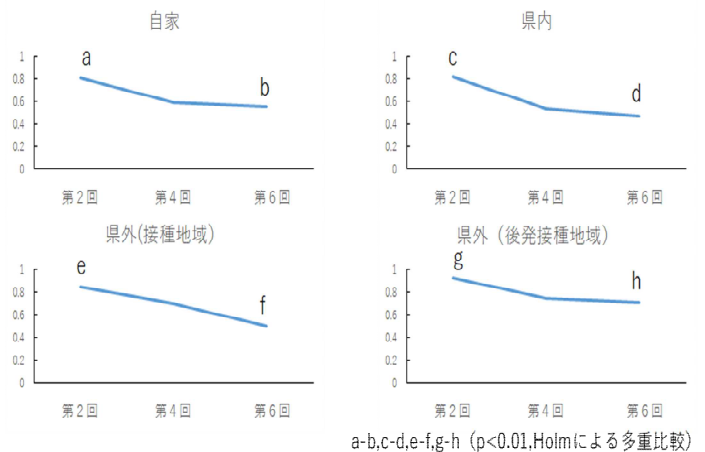 自家
a
b
1
0.8
0.6
0.4
0.2
0
第2回 第4回 第6回
県内
c
d
1
0.8
0.6
0.4
0.2
0
第2回 第4回 第6回
県外(接種地域)
e
f
1
0.8
0.6
0.4
0.2
0
第2回 第4回 第6回
県外（後発接種地域）
g
h
1
0.8
0.6
0.4
0.2
0
第2回 第4回 第6回
a-b,c-d,e-f,g-h（p<0.01,Holmによる多重比較）